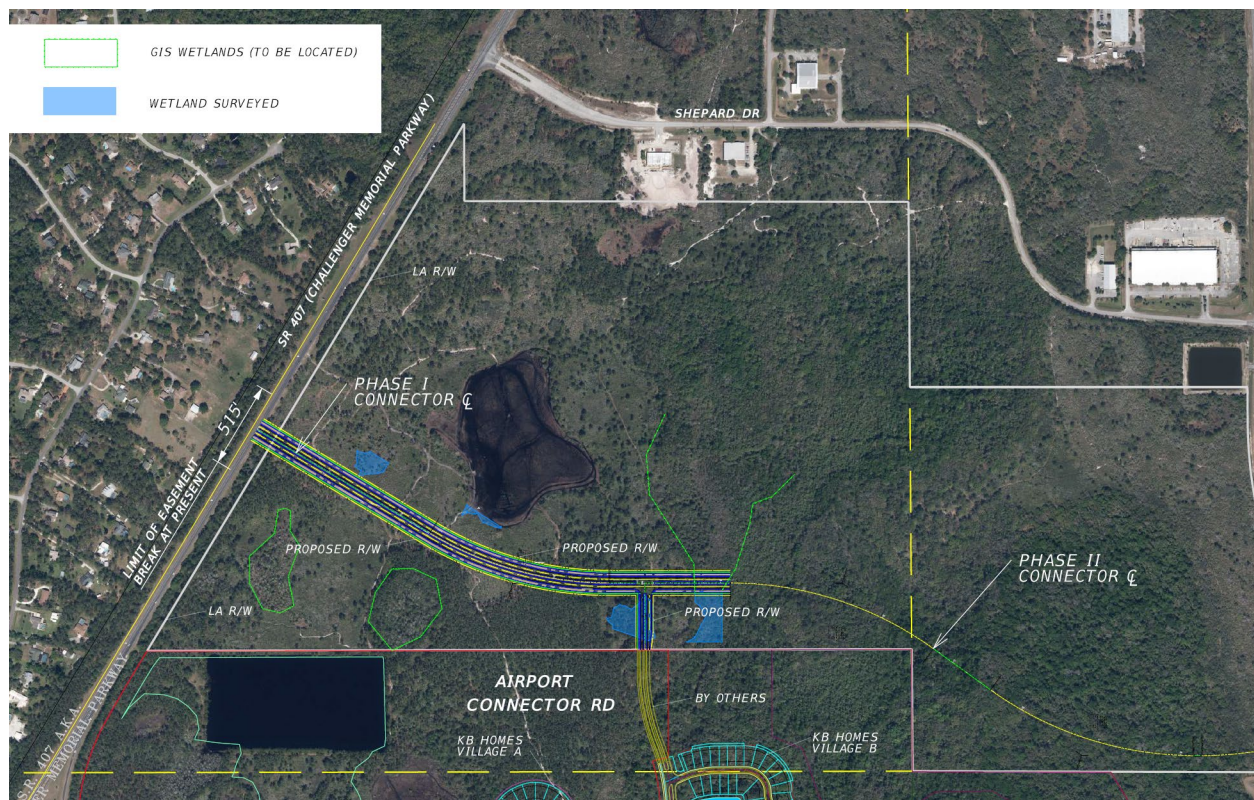 GIS WETLANDS (TO BE LOCATED)
WETLAND SURVEYED
SHEPARD DR
SR 407 (CHALLENGER MEMORIAL PARKWAY)
LA R/W
PHASE I
CONNECTOR ℄
515'
LIMIT OF EASEMENT
BREAK AT PRESENT
PROPOSED R/W
PROPOSED R/W
PHASE II
CONNECTOR ℄
LA R/W
PROPOSED R/W
AIRPORT
CONNECTOR RD
BY OTHERS
KB HOMES
VILLAGE A
KB HOMES
VILLAGE B
S.R. 407 A.K.A.
MEMORIAL PARKWAY